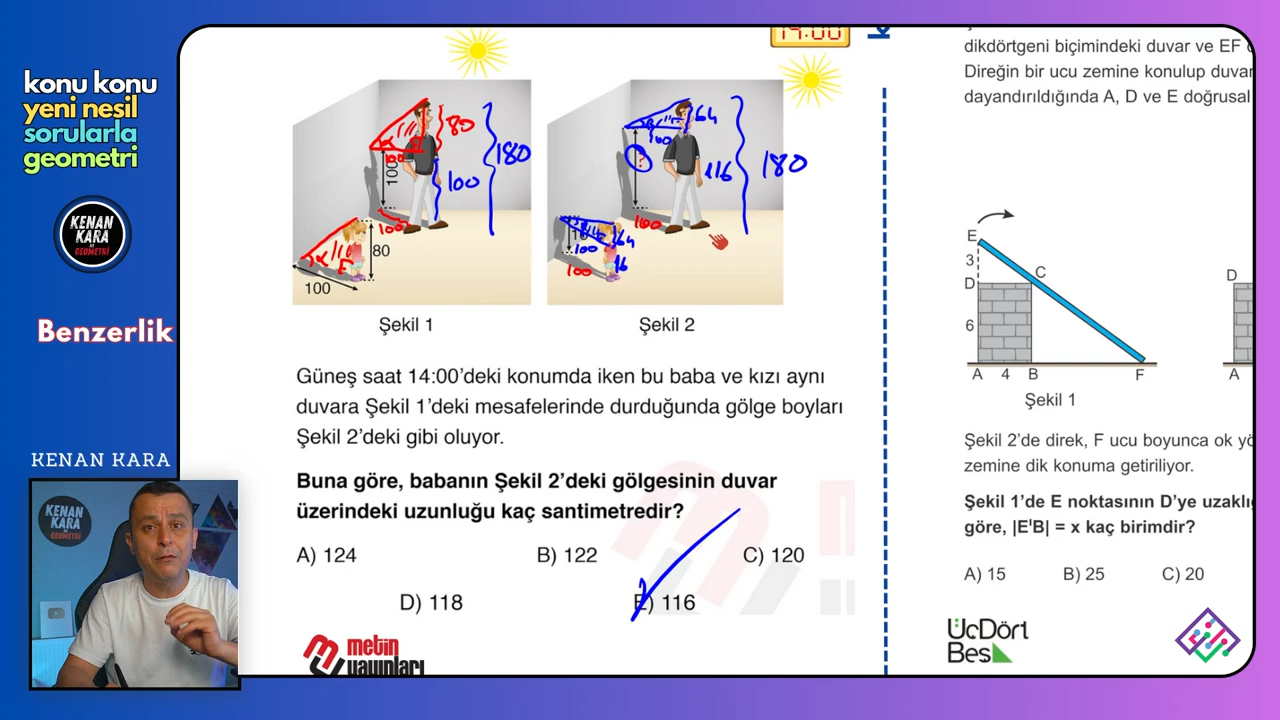 konu konu
yeni nesil
sorularla
geometri
KENAN
KARA
ile
GEOMETRİ
Benzerlik
KENAN KARA
14:00
80
180
100
100
100
100
80
100
Şekil 1
64
100
?
116
180
100
64
100
16
100
Şekil 2
Güneş saat 14:00'deki konumda iken bu baba ve kızı aynı
duvara Şekil 1'deki mesafelerinde durduğunda gölge boyları
Şekil 2'deki gibi oluyor.
Buna göre, babanın Şekil 2'deki gölgesinin duvar
üzerindeki uzunluğu kaç santimetredir?
A) 124
B) 122
C) 120
D) 118
E) 116
metin
yayınları
dikdörtgeni biçimindeki duvar ve EF
Direğin bir ucu zemine konulup duvar
dayandırıldığında A, D ve E doğrusal
E
3
D
C
6
A 4 B F
Şekil 1
D
A
Şekil 2'de direk, F ucu boyunca ok yö
zemine dik konuma getiriliyor.
Şekil 1'de E noktasının D'ye uzaklığ
göre, |E'B| = x kaç birimdir?
A) 15
B) 25
C) 20
ÜçDört
Beş